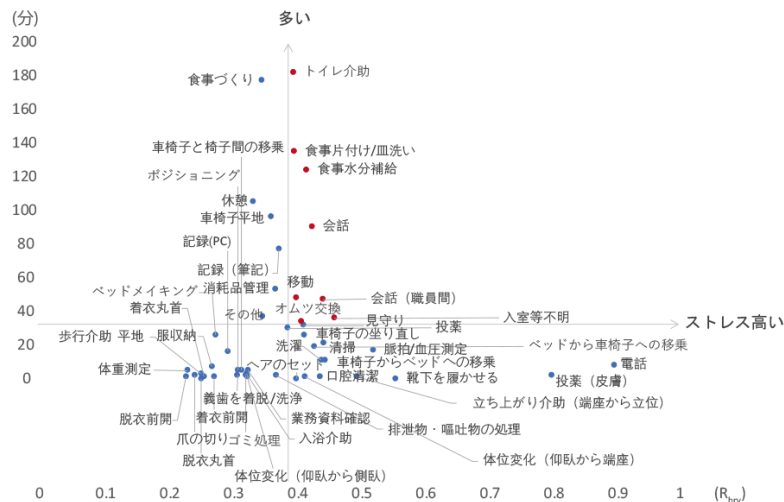 (分)
多い
200
180
160
140
120
100
80
60
40
20
0
食事づくり
トイレ介助
車椅子と椅子間の移乗
食事片付け/皿洗い
ポジショニング
食事水分補給
休憩
車椅子平地
会話
記録(PC)
記録（筆記）
移動
ベッドメイキング
消耗品管理
会話（職員間）
着衣丸首
その他
オムツ交換
見守り
入室等不明
投薬
ストレス高い
歩行介助 平地
服収納
車椅子の坐り直し
洗濯
清掃
脈拍/血圧測定
ベッドから車椅子への移乗
体重測定
ヘアのセット
車椅子からベッドへの移乗
電話
口腔清潔
靴下を履かせる
投薬（皮膚）
義歯を着脱/洗浄
立ち上がり介助（端座から立位）
脱衣前開
着衣前開
業務資料確認
爪の切り
ゴミ処理
入浴介助
排泄物・嘔吐物の処理
脱衣丸首
体位変化（仰臥から側臥）
体位変化（仰臥から端座）
0
0.1
0.2
0.3
0.4
0.5
0.6
0.7
0.8
0.9
1
(Rhrv)